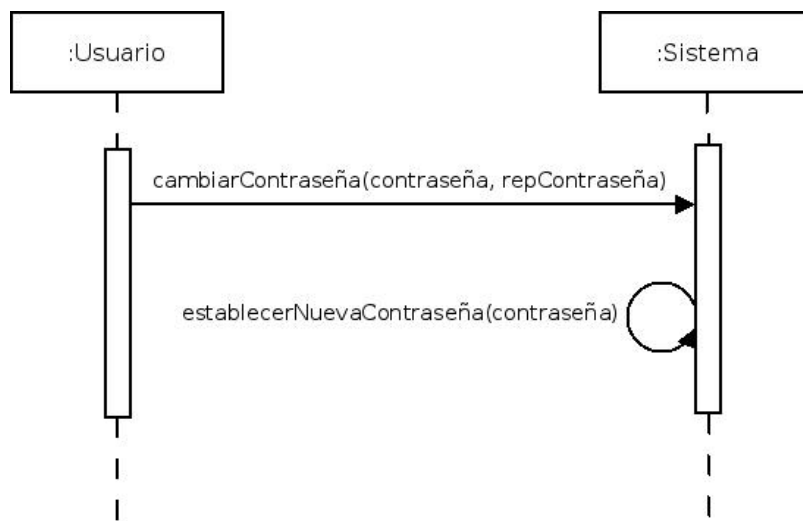 :Usuario
:Sistema
cambiarContraseña(contraseña, repContraseña)
establecerNuevaContraseña(contraseña)